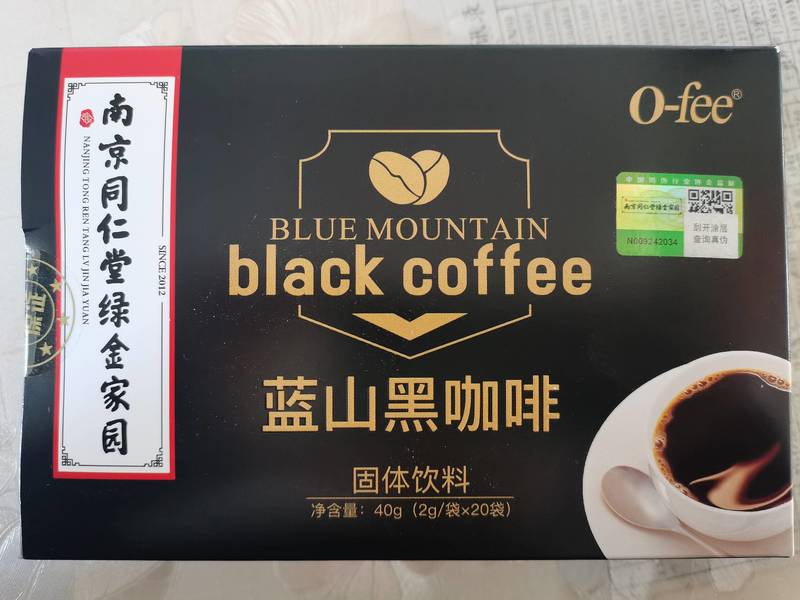 南京同仁堂绿金家园
NANJING TONG REN TANG LV JIN JIA YUAN
SINCE 2012
O-fee®
BLUE MOUNTAIN
black coffee
蓝山黑咖啡
固体饮料
净含量：40g（2g/袋×20袋）
南京同仁堂绿金家园
N009242034
刮开涂层
查询真伪
保证